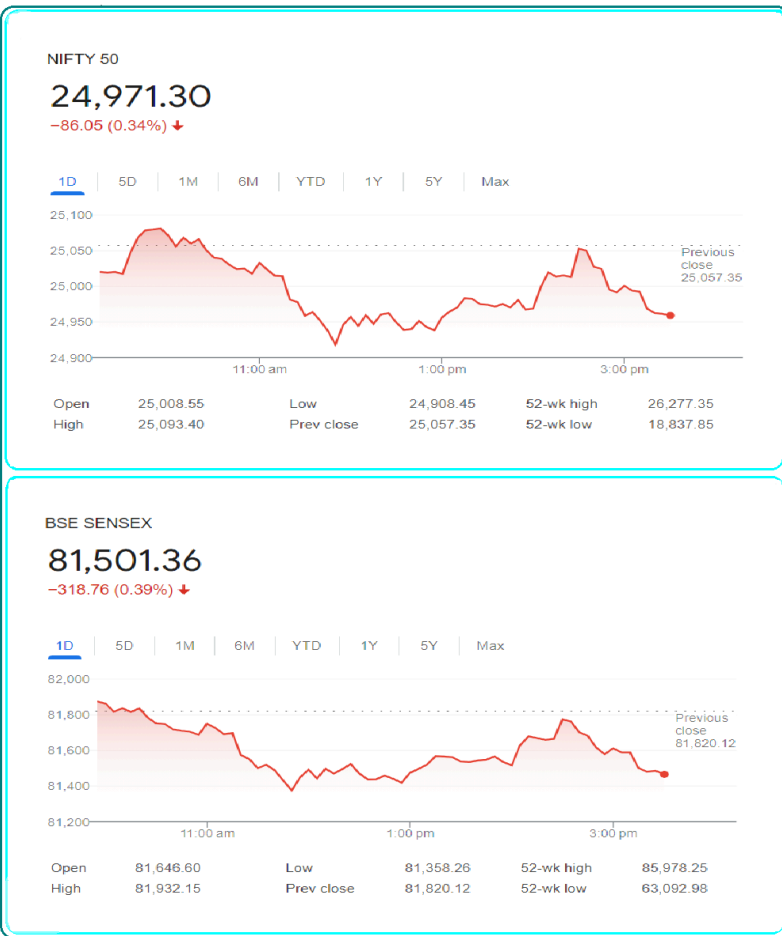 NIFTY 50
24,971.30
−86.05 (0.34%)
1D 5D 1M 6M YTD 1Y 5Y Max
25,100
25,050
25,000
24,950
24,900
Previous
close
25,057.35
11:00 am 1:00 pm 3:00 pm
Open 25,008.55 Low 24,908.45 52-wk high 26,277.35
High 25,093.40 Prev close 25,057.35 52-wk low 18,837.85
BSE SENSEX
81,501.36
−318.76 (0.39%)
1D 5D 1M 6M YTD 1Y 5Y Max
82,000
81,800
81,600
81,400
81,200
Previous
close
81,820.12
11:00 am 1:00 pm 3:00 pm
Open 81,646.60 Low 81,358.26 52-wk high 85,978.25
High 81,932.15 Prev close 81,820.12 52-wk low 63,092.98